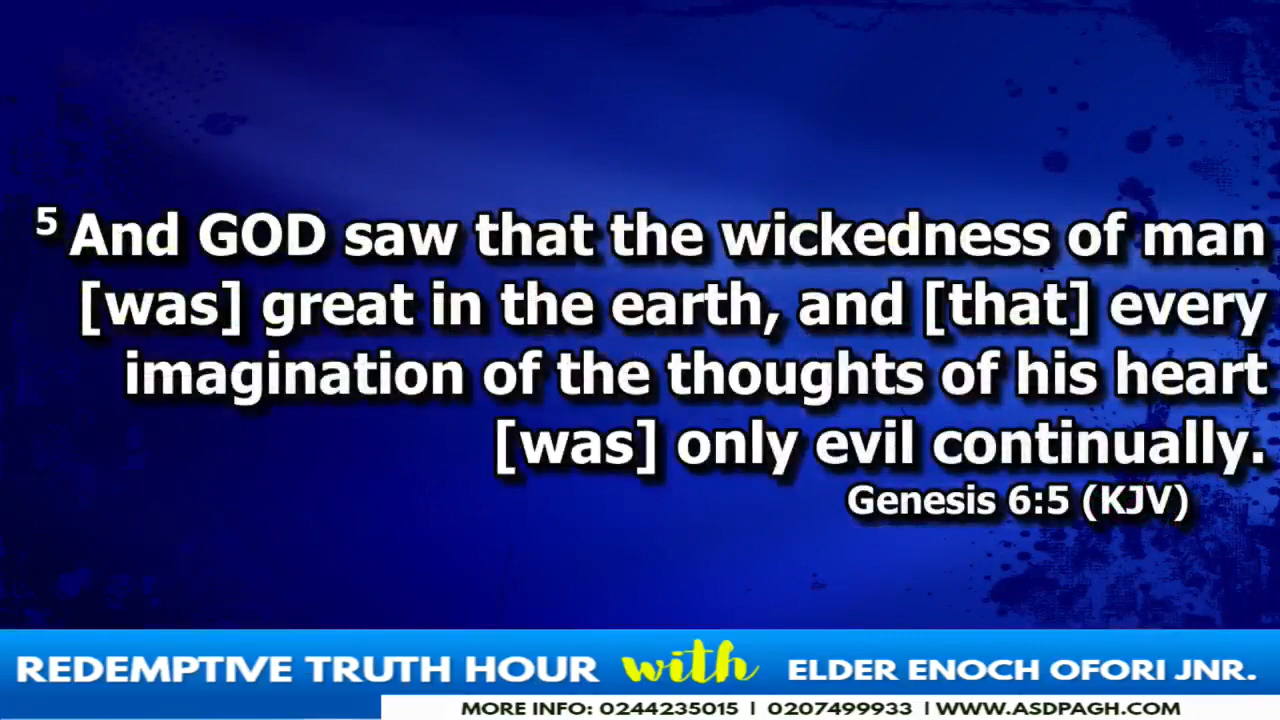 5 And GOD saw that the wickedness of man
[was] great in the earth, and [that] every
imagination of the thoughts of his heart
[was] only evil continually.
Genesis 6:5 (KJV)
REDEMPTIVE TRUTH HOUR with ELDER ENOCH OFORI JNR.
MORE INFO: 0244235015 | 0207499933 | WWW.ASDPAGH.COM